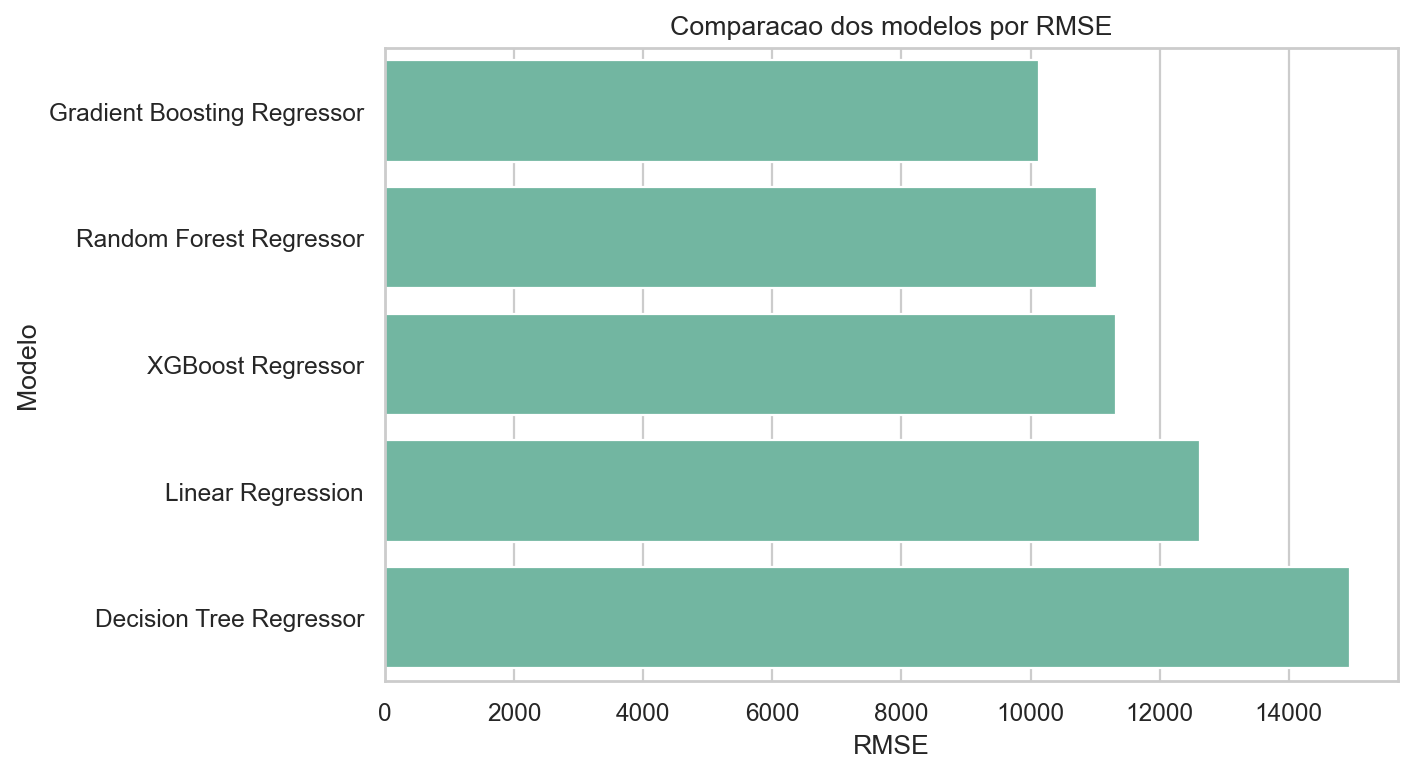 Comparacao dos modelos por RMSE
Modelo
Gradient Boosting Regressor
Random Forest Regressor
XGBoost Regressor
Linear Regression
Decision Tree Regressor
0 2000 4000 6000 8000 10000 12000 14000
RMSE